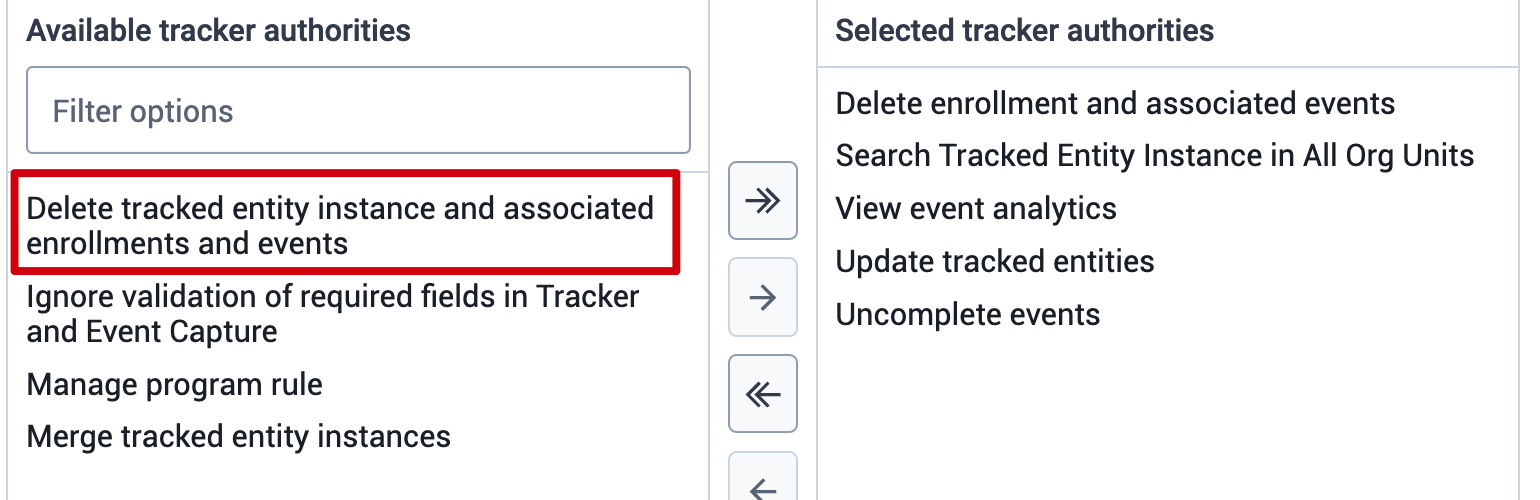 Available tracker authorities
Filter options
Delete tracked entity instance and associated
enrollments and events
Ignore validation of required fields in Tracker
and Event Capture
Manage program rule
Merge tracked entity instances
Selected tracker authorities
Delete enrollment and associated events
Search Tracked Entity Instance in All Org Units
View event analytics
Update tracked entities
Uncomplete events